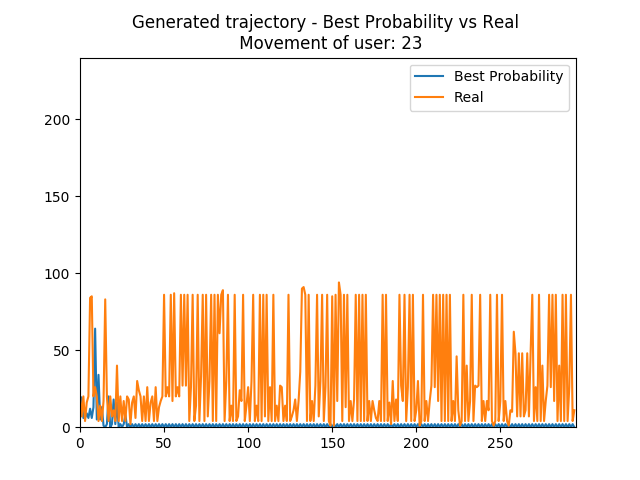 Generated trajectory - Best Probability vs Real
Movement of user: 23
Best Probability
Real
200
150
100
50
0
0 50 100 150 200 250